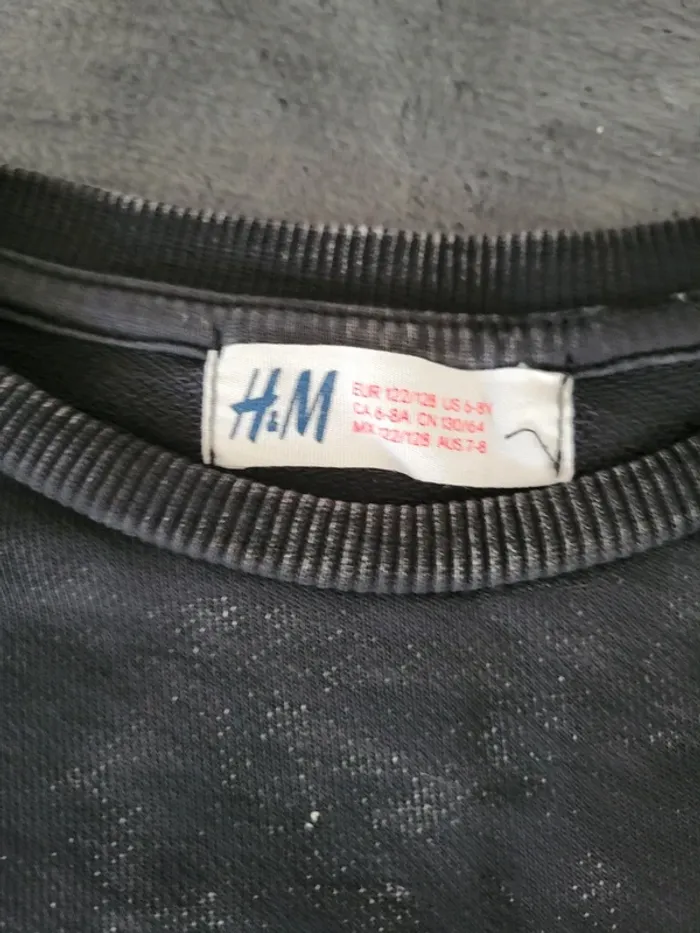 H&M
EUR 122/128 US 6-8Y
CA 6-8A CN 130/64
MX 122/128 AUS 7-8